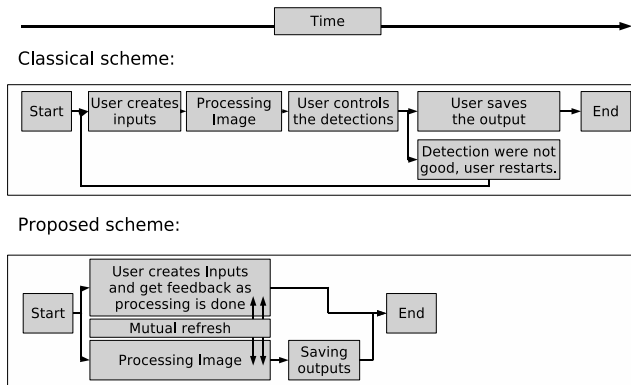 Time
Classical scheme:
Start
User creates
inputs
Processing
Image
User controls
the detections
User saves
the output
End
Detection were not
good, user restarts.
Proposed scheme:
User creates Inputs
and get feedback as
processing is done
Start
Mutual refresh
End
Processing Image
Saving
outputs